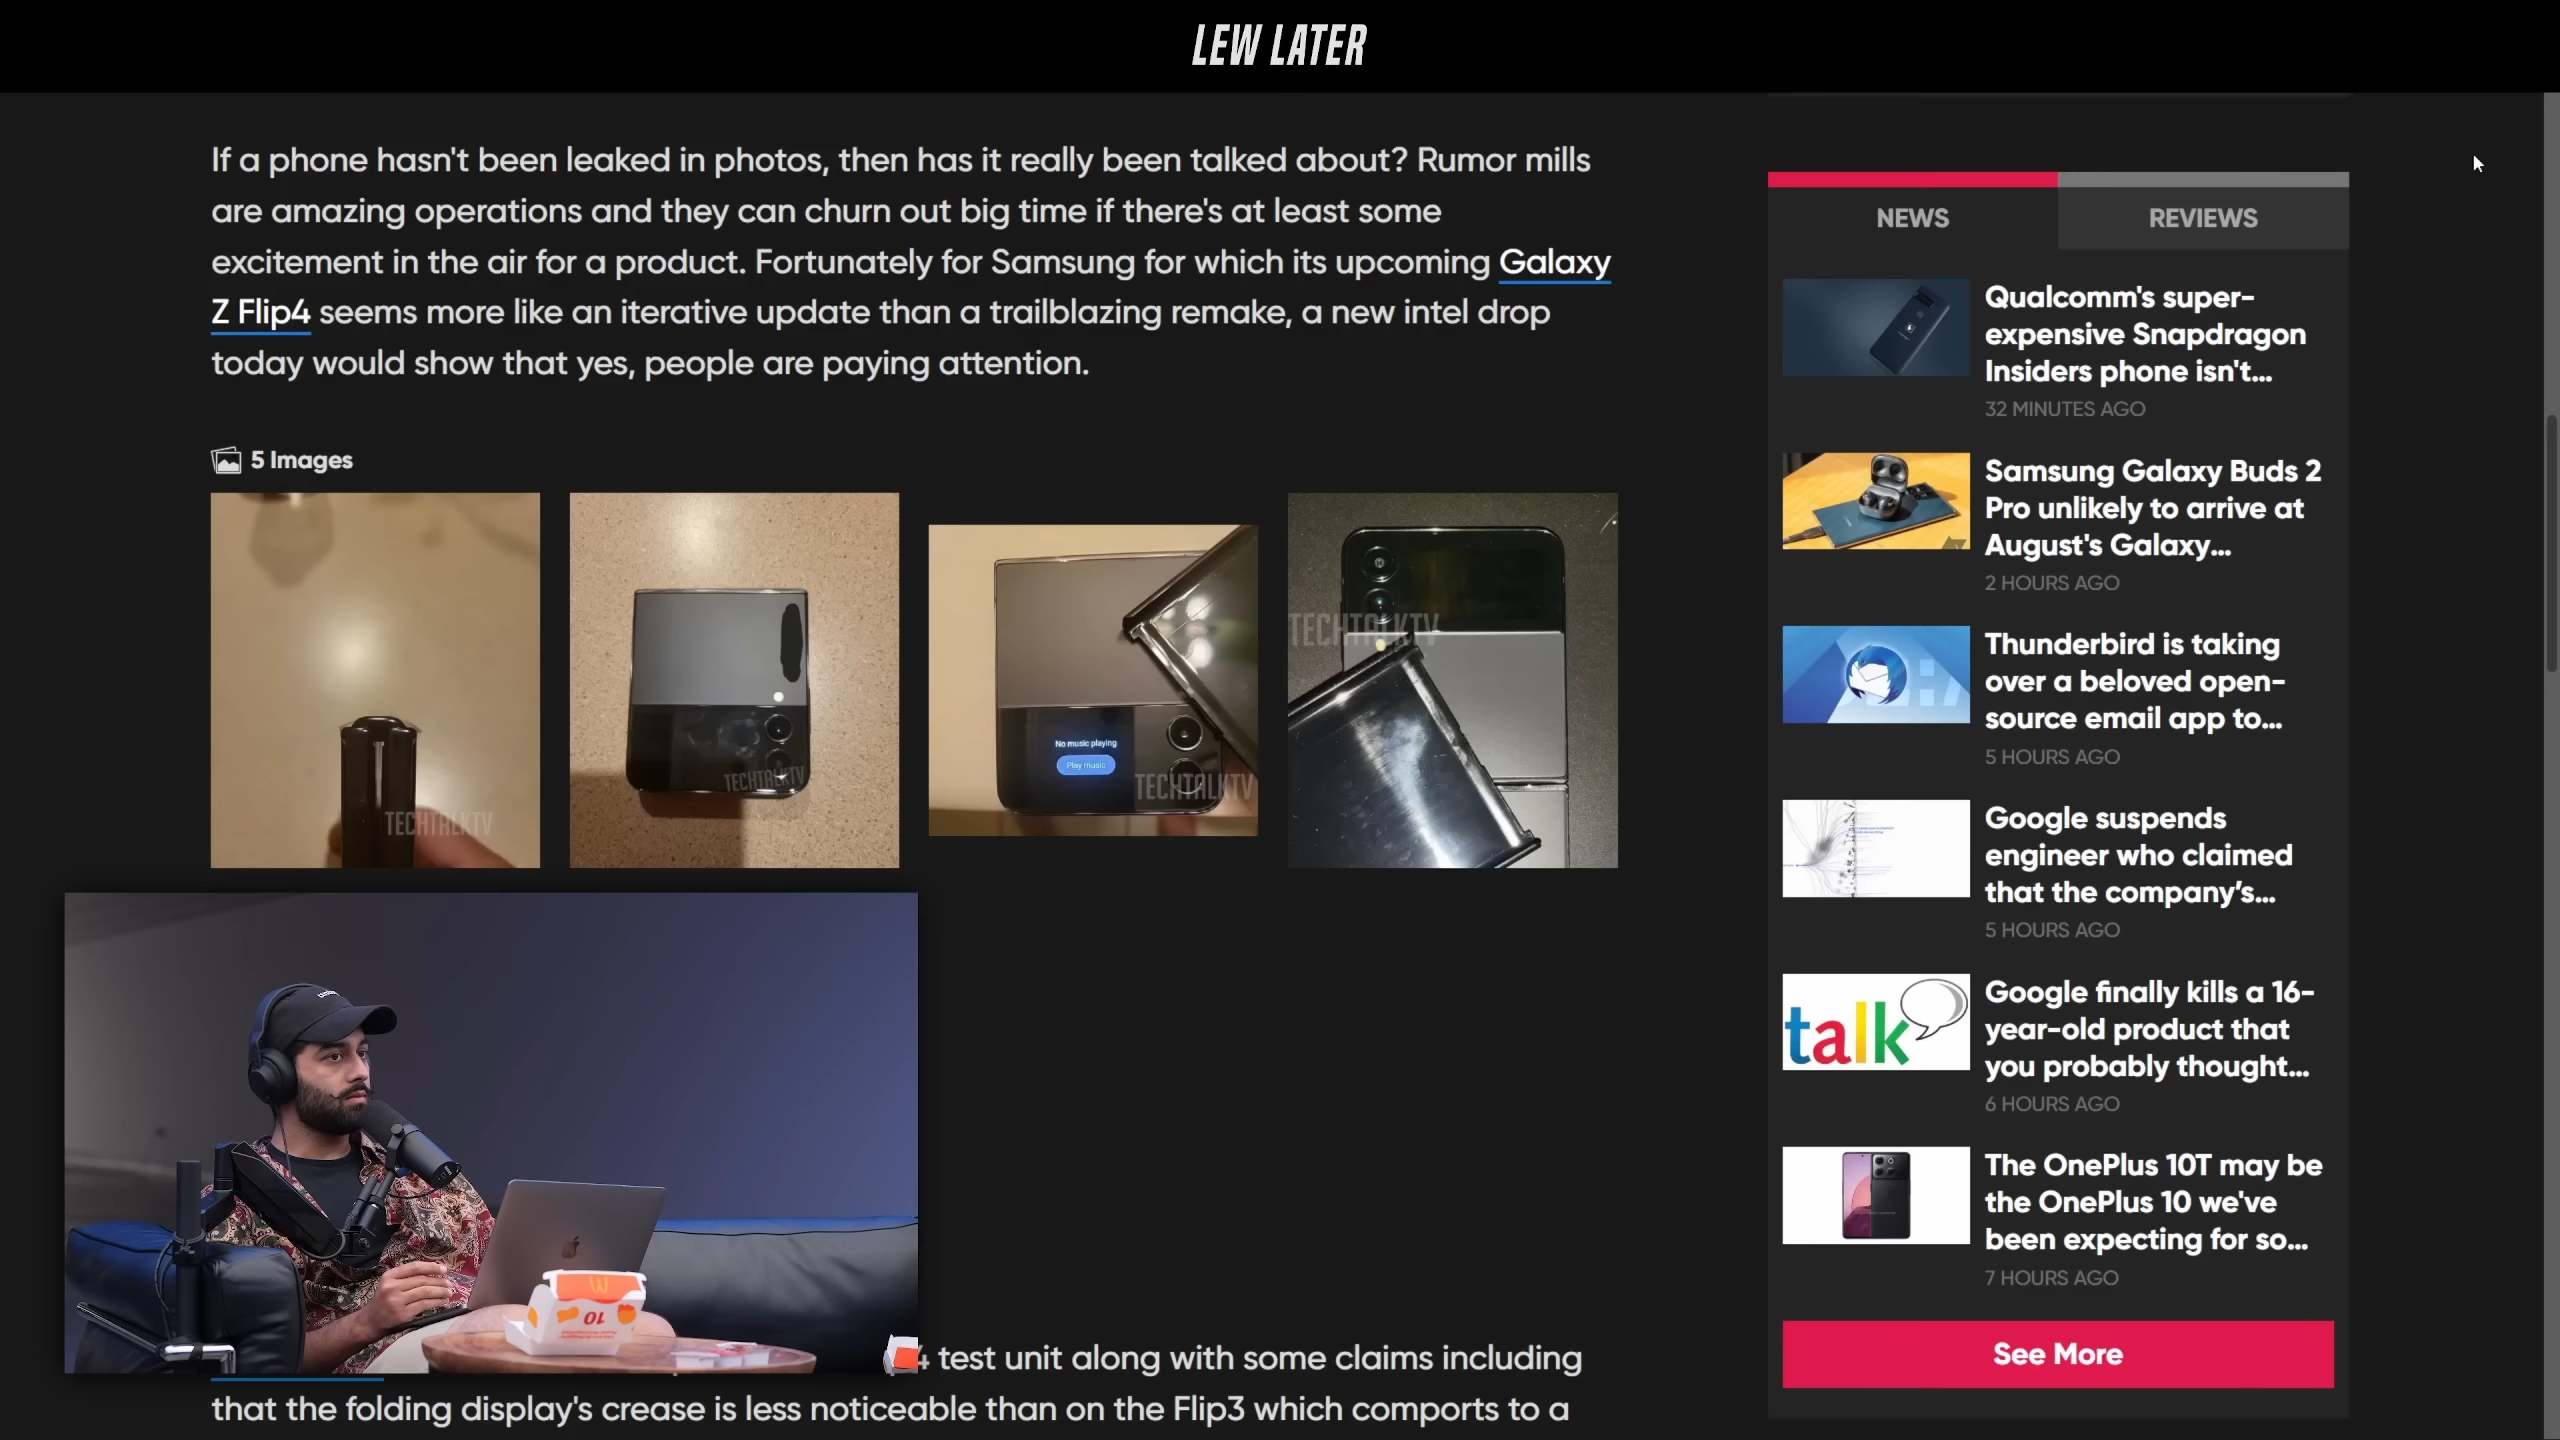 LEW LATER
If a phone hasn't been leaked in photos, then has it really been talked about? Rumor mills
are amazing operations and they can churn out big time if there's at least some
excitement in the air for a product. Fortunately for Samsung for which its upcoming Galaxy
Z Flip4 seems more like an iterative update than a trailblazing remake, a new intel drop
today would show that yes, people are paying attention.
5 Images
TECHTALKTV
TECHTALKTV
No music playing
Play music
TECHTALKTV
TECHTALKTV
10
4 test unit along with some claims including
that the folding display's crease is less noticeable than on the Flip3 which comports to a
NEWS
REVIEWS
Qualcomm's super-
expensive Snapdragon
Insiders phone isn't...
32 MINUTES AGO
Samsung Galaxy Buds 2
Pro unlikely to arrive at
August's Galaxy...
2 HOURS AGO
Thunderbird is taking
over a beloved open-
source email app to...
5 HOURS AGO
Google suspends
engineer who claimed
that the company’s...
5 HOURS AGO
talk
Google finally kills a 16-
year-old product that
you probably thought...
6 HOURS AGO
The OnePlus 10T may be
the OnePlus 10 we've
been expecting for so...
7 HOURS AGO
See More